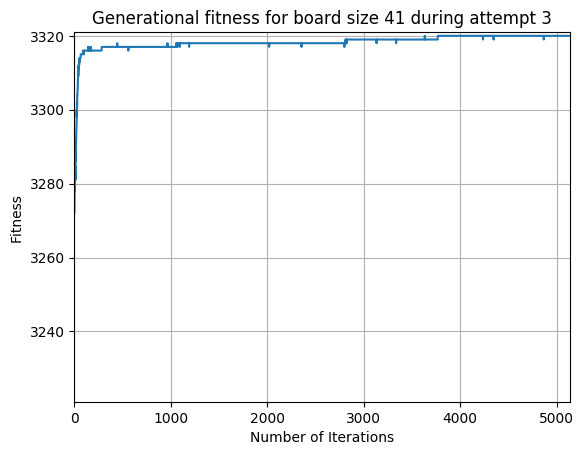 Generational fitness for board size 41 during attempt 3
3320
3300
3280
3260
3240
Fitness
0 1000 2000 3000 4000 5000
Number of Iterations